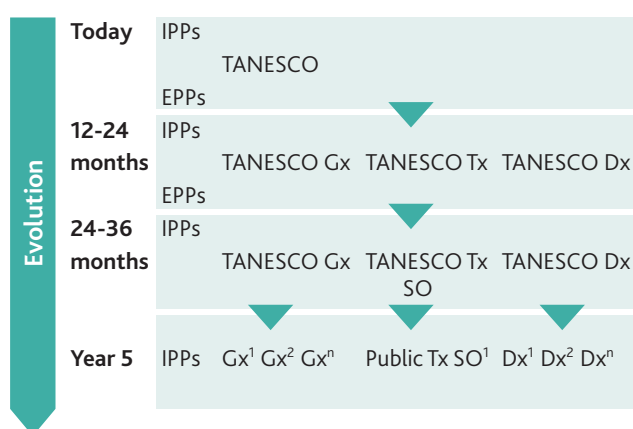 Evolution
Today IPPs
TANESCO
EPPs
12-24 IPPs
months TANESCO Gx TANESCO Tx TANESCO Dx
EPPs
24-36 IPPs
months TANESCO Gx TANESCO Tx TANESCO Dx
SO
Year 5 IPPs Gx¹ Gx² Gxⁿ Public Tx SO¹ Dx¹ Dx² Dxⁿ